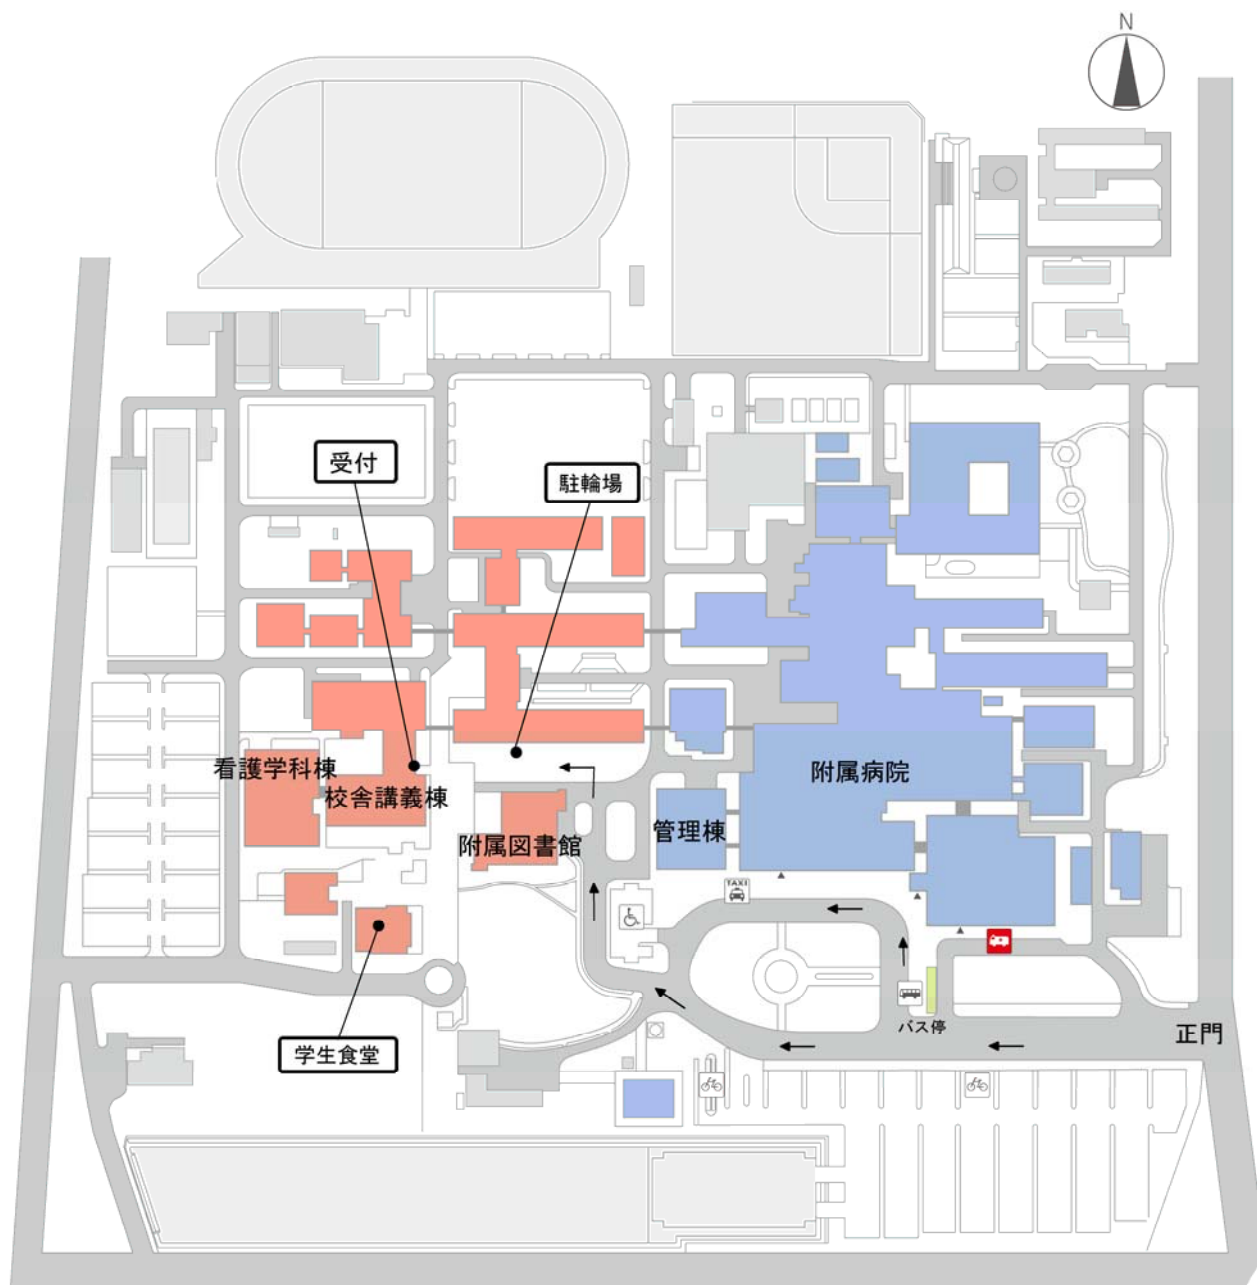 N
受付
駐輪場
看護学科棟
校舎講義棟
附属図書館
管理棟
附属病院
TAXI
バス停
正門
学生食堂